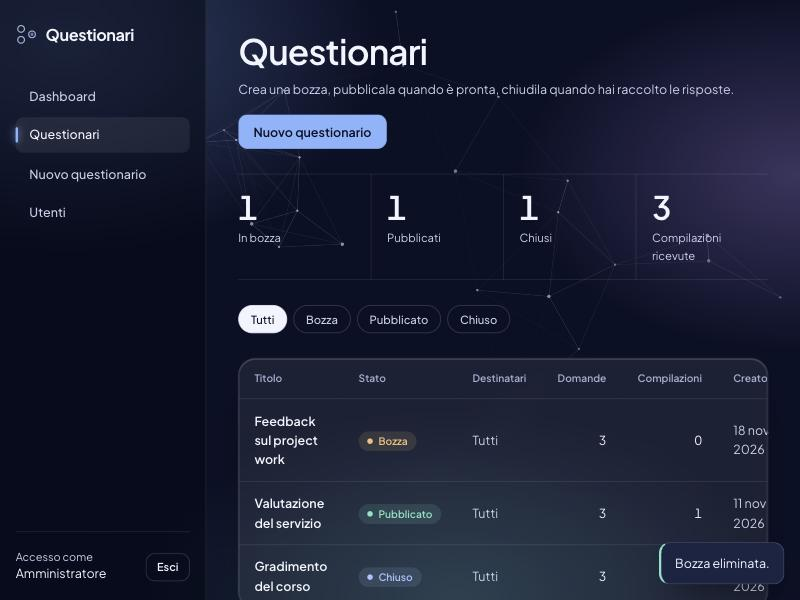 Questionari
Dashboard
Questionari
Nuovo questionario
Utenti
Accesso come
Amministratore
Esci
Questionari
Crea una bozza, pubblicala quando è pronta, chiudila quando hai raccolto le risposte.
Nuovo questionario
1
In bozza
1
Pubblicati
1
Chiusi
3
Compilazioni
ricevute
Tutti
Bozza
Pubblicato
Chiuso
Titolo Stato Destinatari Domande Compilazioni Creato
Feedback
sul project
work
Bozza
Tutti
3
0
18 nov
2026
Valutazione
del servizio
Pubblicato
Tutti
3
1
11 nov
2026
Gradimento
del corso
Chiuso
Tutti
3
2026
Bozza eliminata.